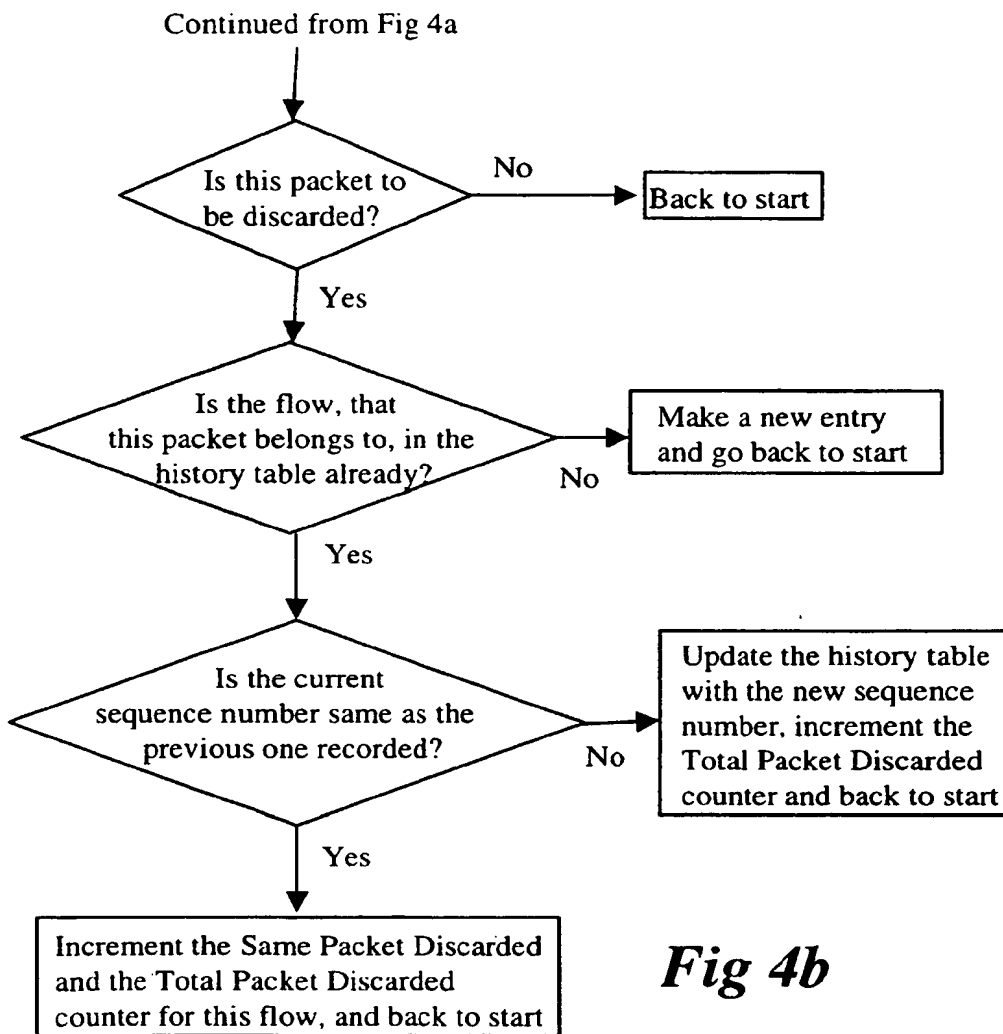 Continued from Fig 4a
Is this packet to
be discarded?
No
Back to start
Yes
Is the flow, that
this packet belongs to, in the
history table already?
No
Make a new entry
and go back to start
Yes
Is the current
sequence number same as the
previous one recorded?
No
Update the history table
with the new sequence
number, increment the
Total Packet Discarded
counter and back to start
Yes
Increment the Same Packet Discarded
and the Total Packet Discarded
counter for this flow, and back to start
Fig 4b